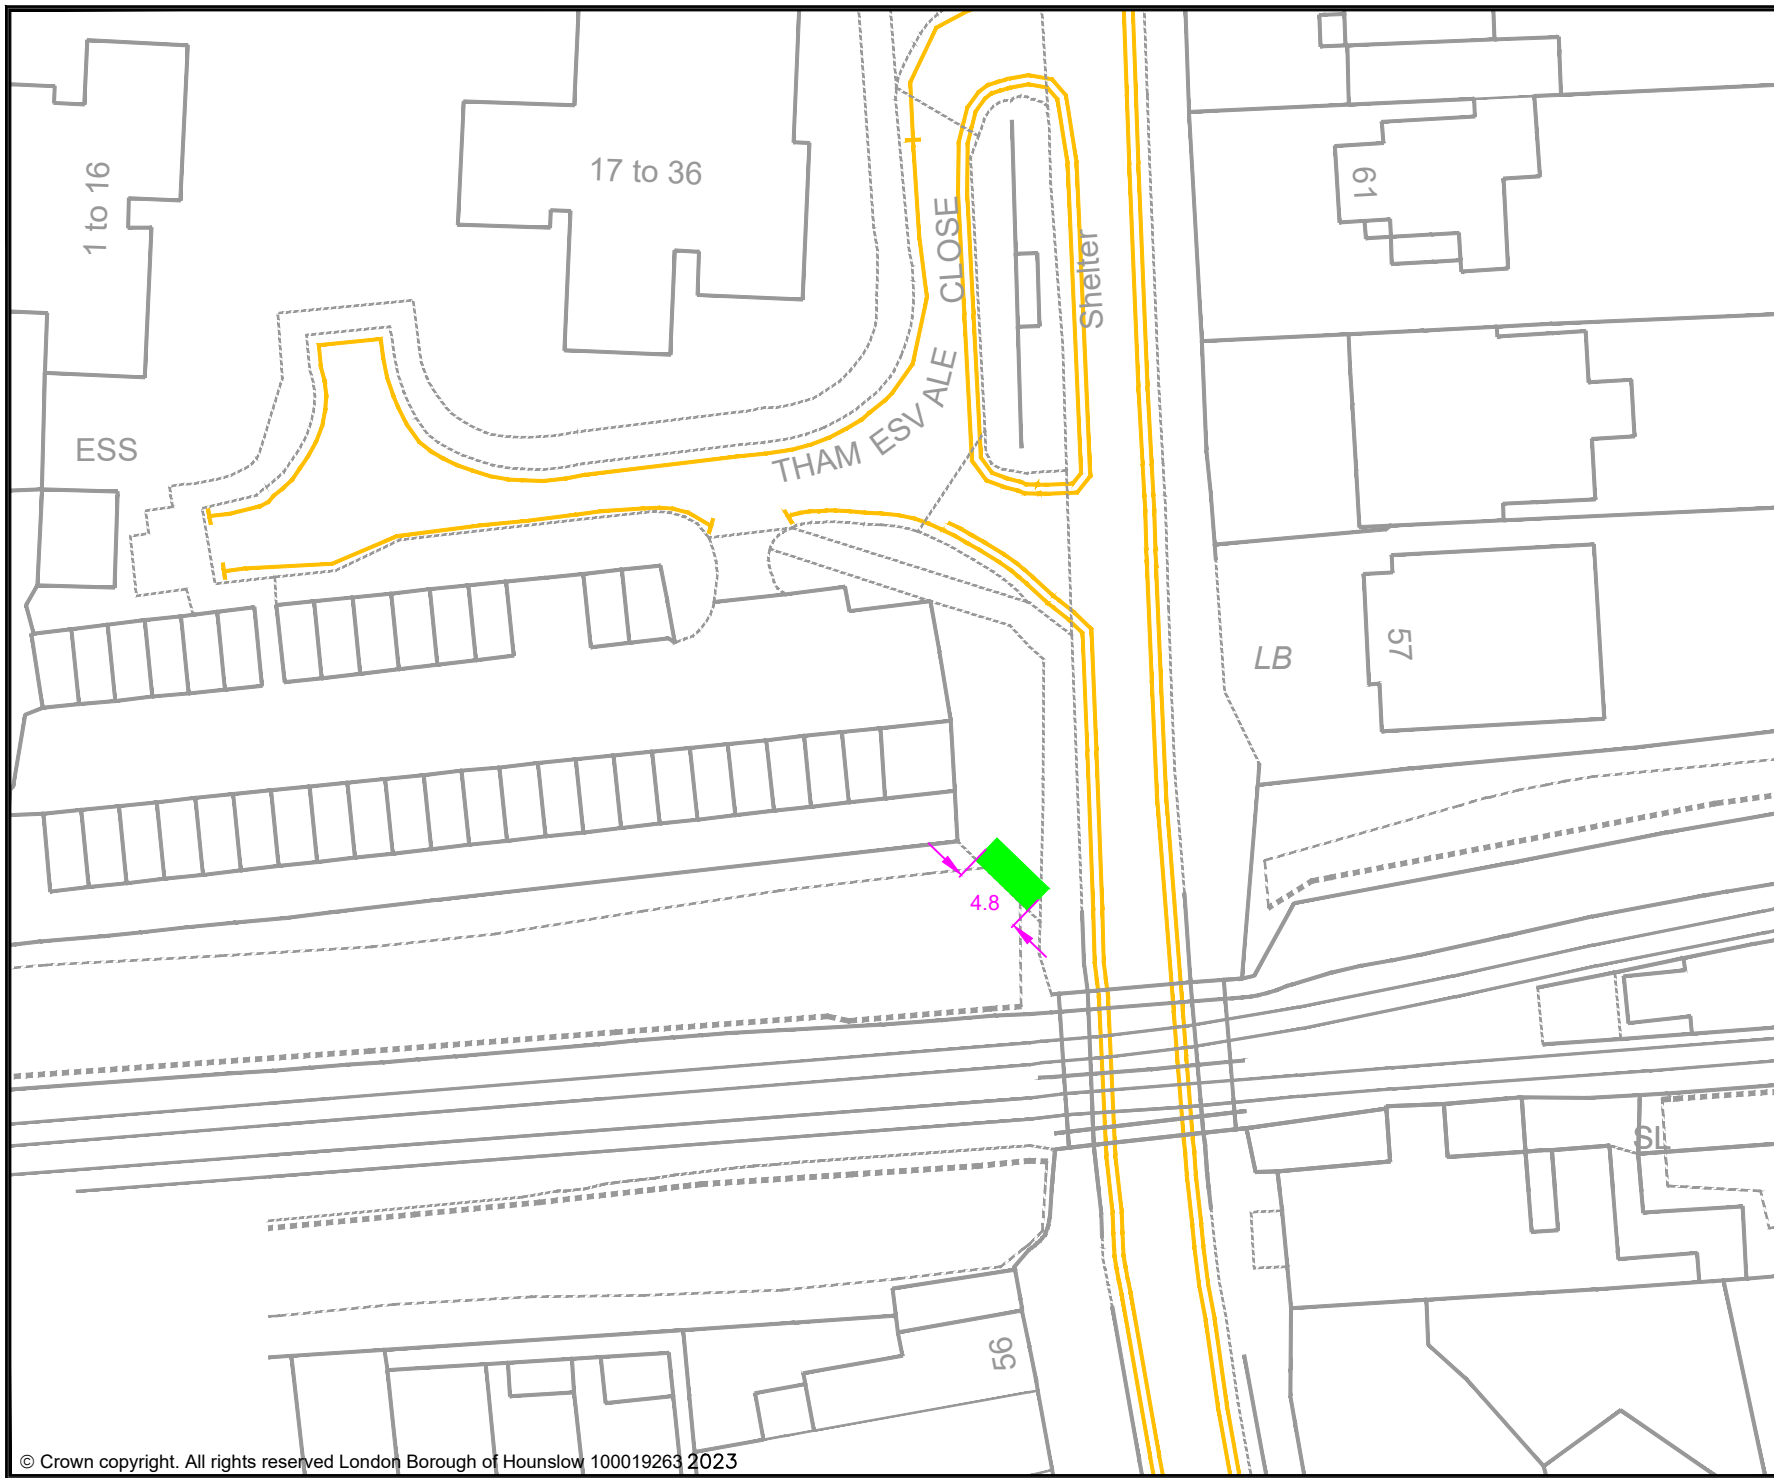 1 to 16
17 to 36
61
CLOSE
Shelter
THAM ESV ALE
ESS
LB
57
4.8
SL
56
© Crown copyright. All rights reserved London Borough of Hounslow 100019263 2023